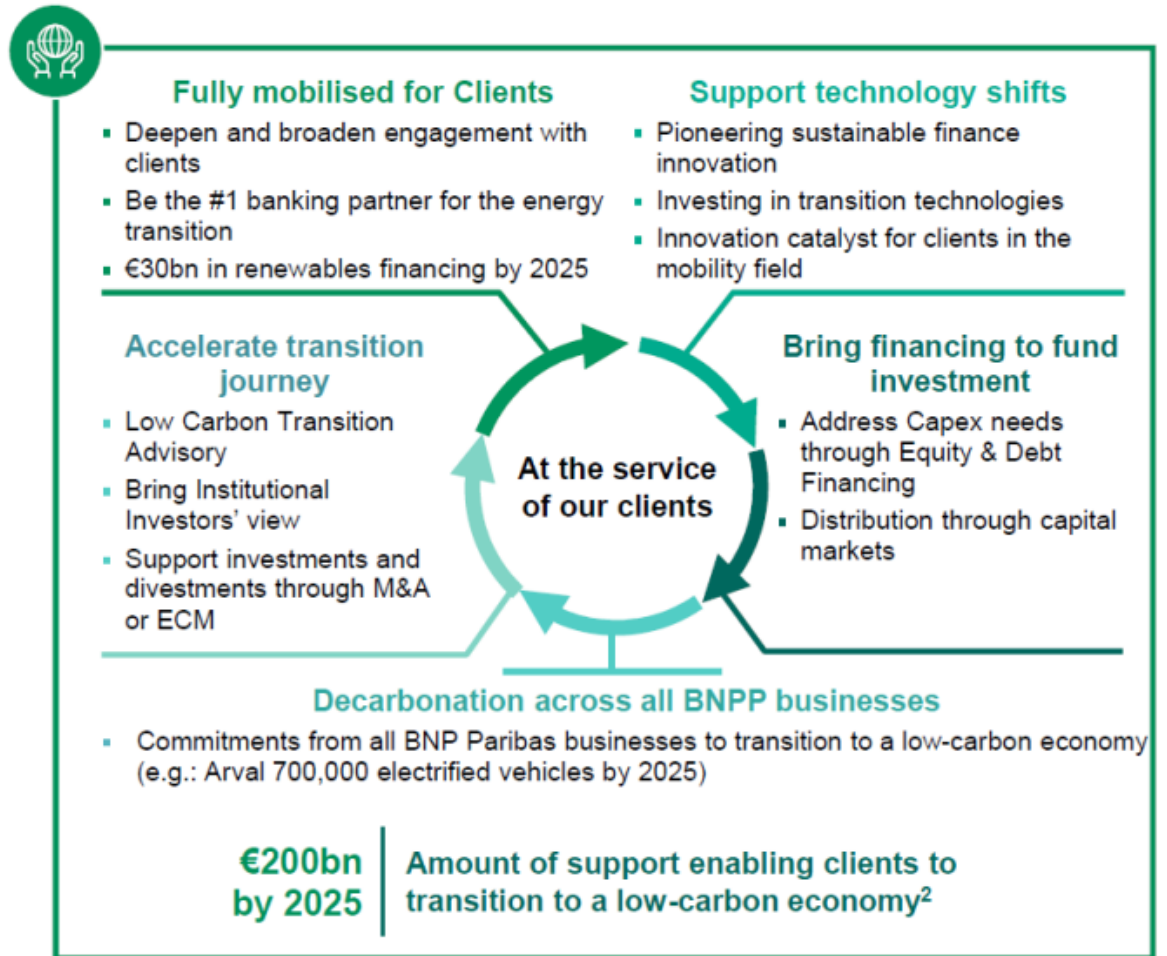 Fully mobilised for Clients
▪ Deepen and broaden engagement with
clients
▪ Be the #1 banking partner for the energy
transition
▪ €30bn in renewables financing by 2025
Support technology shifts
▪ Pioneering sustainable finance
innovation
▪ Investing in transition technologies
▪ Innovation catalyst for clients in the
mobility field
Accelerate transition
journey
▪ Low Carbon Transition
Advisory
▪ Bring Institutional
Investors' view
▪ Support investments and
divestments through M&A
or ECM
At the service
of our clients
Bring financing to fund
investment
▪ Address Capex needs
through Equity & Debt
Financing
▪ Distribution through capital
markets
Decarbonation across all BNPP businesses
▪ Commitments from all BNP Paribas businesses to transition to a low-carbon economy
(e.g.: Arval 700,000 electrified vehicles by 2025)
€200bn
by 2025
Amount of support enabling clients to
transition to a low-carbon economy²